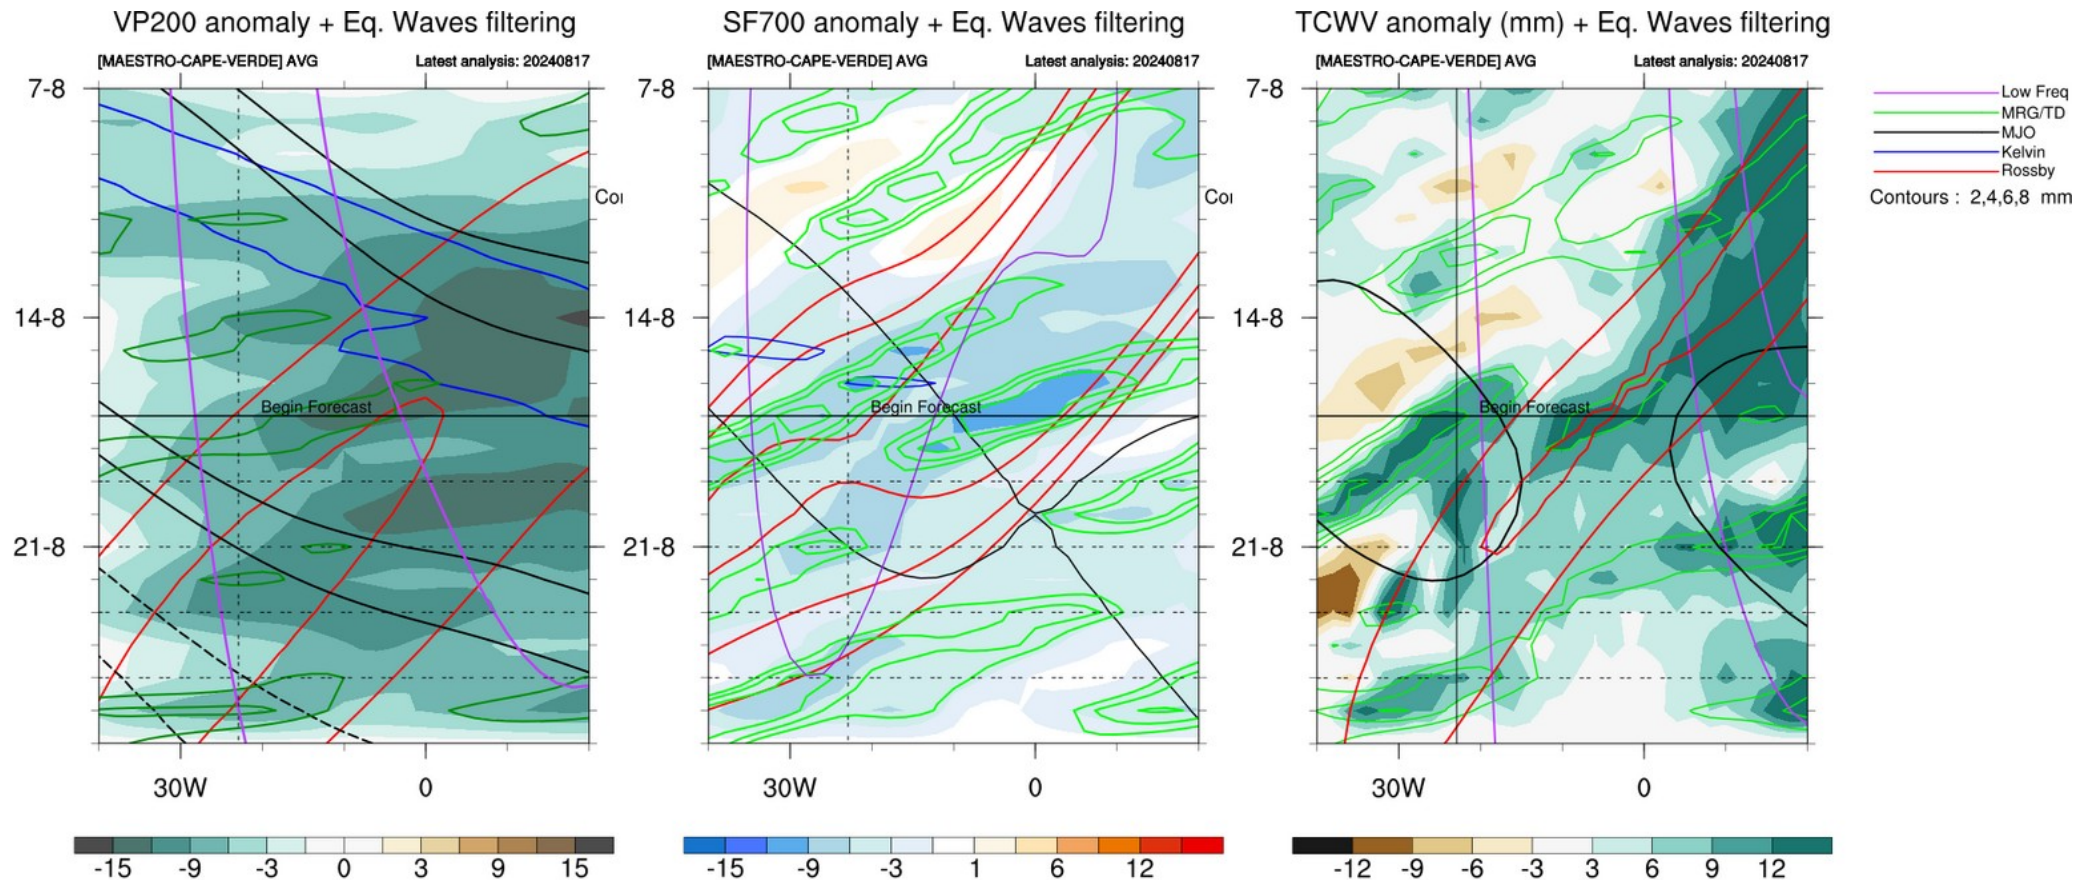 VP200 anomaly + Eq. Waves filtering
[MAESTRO-CAPE-VERDE] AVG Latest analysis: 20240817
7-8
14-8
Begin Forecast
21-8
30W 0
-15 -9 -3 0 3 9 15
Coı
SF700 anomaly + Eq. Waves filtering
[MAESTRO-CAPE-VERDE] AVG Latest analysis: 20240817
7-8
14-8
Begin Forecast
21-8
30W 0
-15 -9 -3 1 6 12
Coı
TCWV anomaly (mm) + Eq. Waves filtering
[MAESTRO-CAPE-VERDE] AVG Latest analysis: 20240817
7-8
14-8
Begin Forecast
21-8
30W 0
-12 -9 -6 -3 3 6 9 12
Low Freq
MRG/TD
MJO
Kelvin
Rossby
Contours : 2,4,6,8 mm